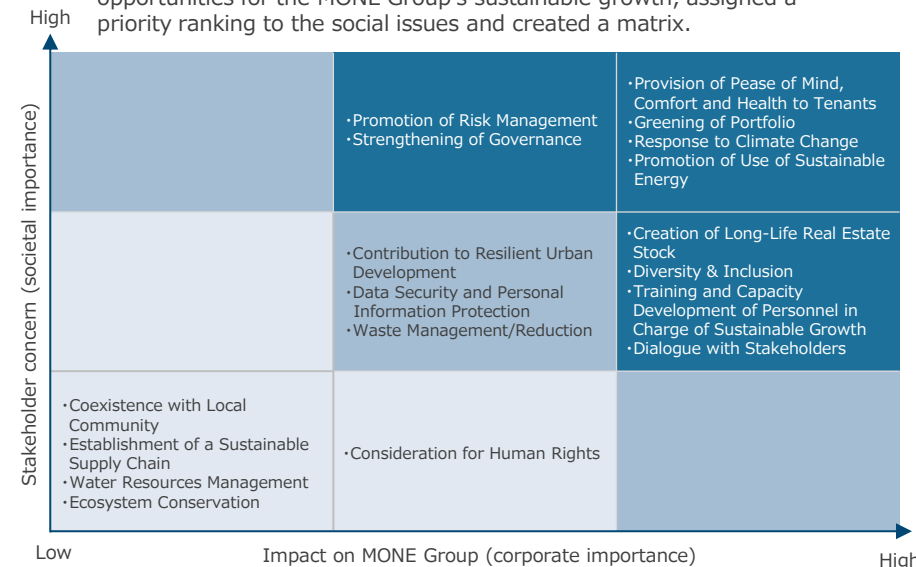 opportunities for the MONE Group's sustainable growth, assigned a
priority ranking to the social issues and created a matrix.
High
Stakeholder concern (societal importance)
・Promotion of Risk Management
・Strengthening of Governance
・Provision of Pease of Mind,
Comfort and Health to Tenants
・Greening of Portfolio
・Response to Climate Change
・Promotion of Use of Sustainable
Energy
・Contribution to Resilient Urban
Development
・Data Security and Personal
Information Protection
・Waste Management/Reduction
・Creation of Long-Life Real Estate
Stock
・Diversity & Inclusion
・Training and Capacity
Development of Personnel in
Charge of Sustainable Growth
・Dialogue with Stakeholders
・Coexistence with Local
Community
・Establishment of a Sustainable
Supply Chain
・Water Resources Management
・Ecosystem Conservation
・Consideration for Human Rights
Low
Impact on MONE Group (corporate importance)
High